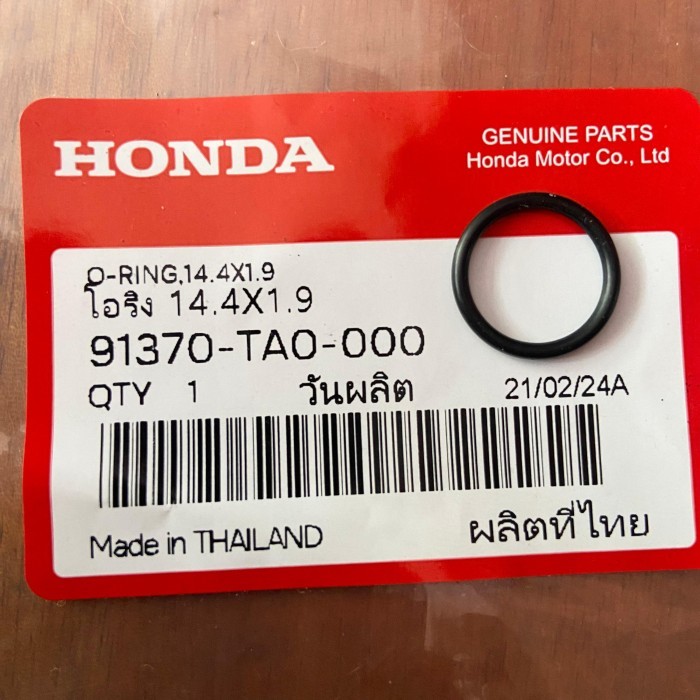 HONDA
GENUINE PARTS
Honda Motor Co., Ltd
O-RING,14.4X1.9
โอริง 14.4X1.9
91370-TA0-000
QTY 1 วันผลิต 21/02/24A
Made in THAILAND ผลิตที่ไทย